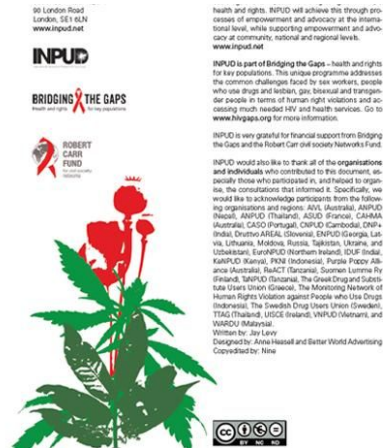 90 London Road
London, SE1 6LN
www.inpud.net
INPUD
BRIDGING THE GAPS
Health and rights for key populations
ROBERT
CARR
FUND
for civil society
networks
health and rights. INPUD will achieve this through pro-
cesses of empowerment and advocacy at the interna-
tional level, while supporting empowerment and advo-
cacy at community, national and regional levels.
www.inpud.net
INPUD is part of Bridging the Gaps – health and rights
for key populations. This unique programme addresses
the common challenges faced by sex workers, people
who use drugs and lesbian, gay, bisexual and transgen-
der people in terms of human right violations and ac-
cessing much needed HIV and health services. Go to
www.hivgaps.org for more information.
INPUD is very grateful for financial support from Bridging
the Gaps and the Robert Carr civil society Networks Fund.
INPUD would also like to thank all of the organisations
and individuals who contributed to this document, es-
pecially those who participated in, and helped to organ-
ise, the consultations that informed it. Specifically, we
would like to acknowledge participants from the follow-
ing organisations and regions: AIVL (Australia), ANPUD
(Nepal), ANPUD (Thailand), ASUD (France), CAHMA
(Australia), CASO (Portugal), CNPUD (Cambodia), DNP+
(India), Drustvo AREAL (Slovenia), ENPUD (Georgia, Lat-
via, Lithuania, Moldova, Russia, Tajikistan, Ukraine, and
Uzbekistan), EuroNPUD (Northern Ireland), IDUF (India),
KeNPUD (Kenya), PKNI (Indonesia), Purple Poppy Alli-
ance (Australia), ReACT (Tanzania), Suomen Lumme Ry
(Finland), TaNPUD (Tanzania), The Greek Drug and Substi-
tute Users Union (Greece), The Monitoring Network of
Human Rights Violation against People who Use Drugs
(Indonesia), The Swedish Drug Users Union (Sweden),
TTAG (Thailand), UISCE (Ireland), VNPUD (Vietnam), and
WARDU (Malaysia).
Written by: Jay Levy
Designed by: Anne Heasell and Better World Advertising
Copyedited by: Nine
CC
BY NC ND